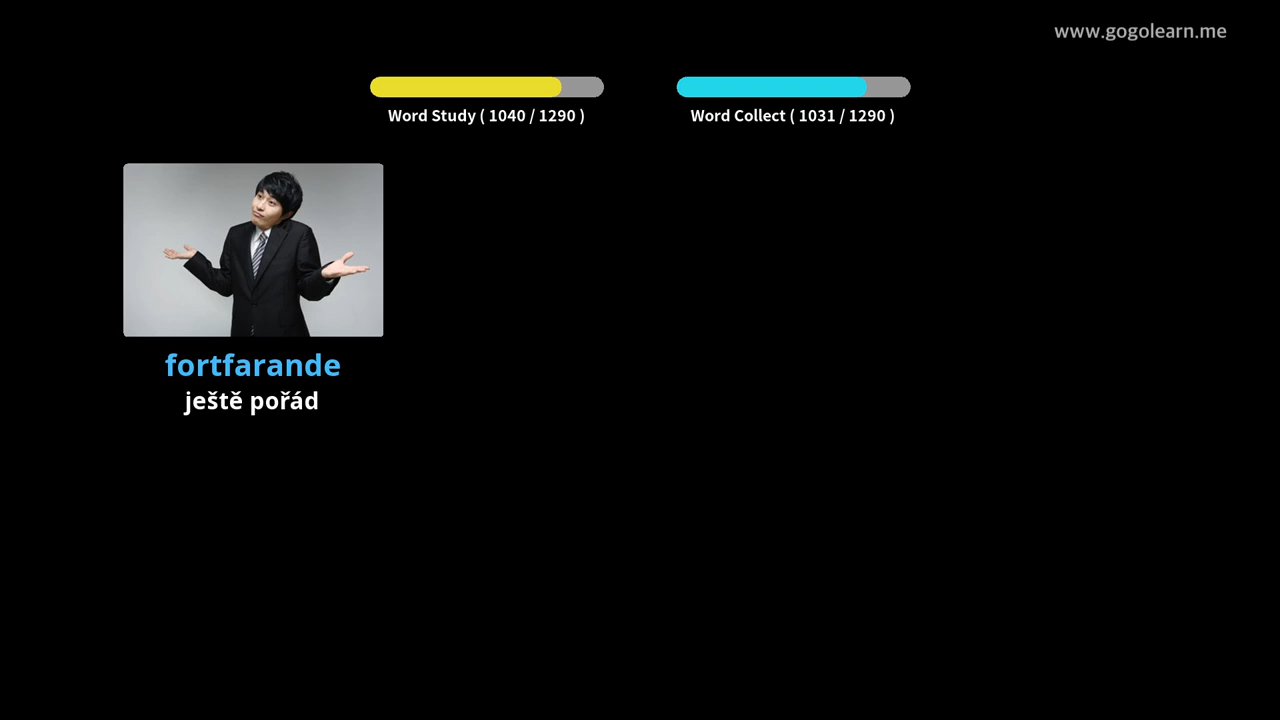 www.gogolearn.me
Word Study ( 1040 / 1290 )
Word Collect ( 1031 / 1290 )
fortfarande
ještě pořád